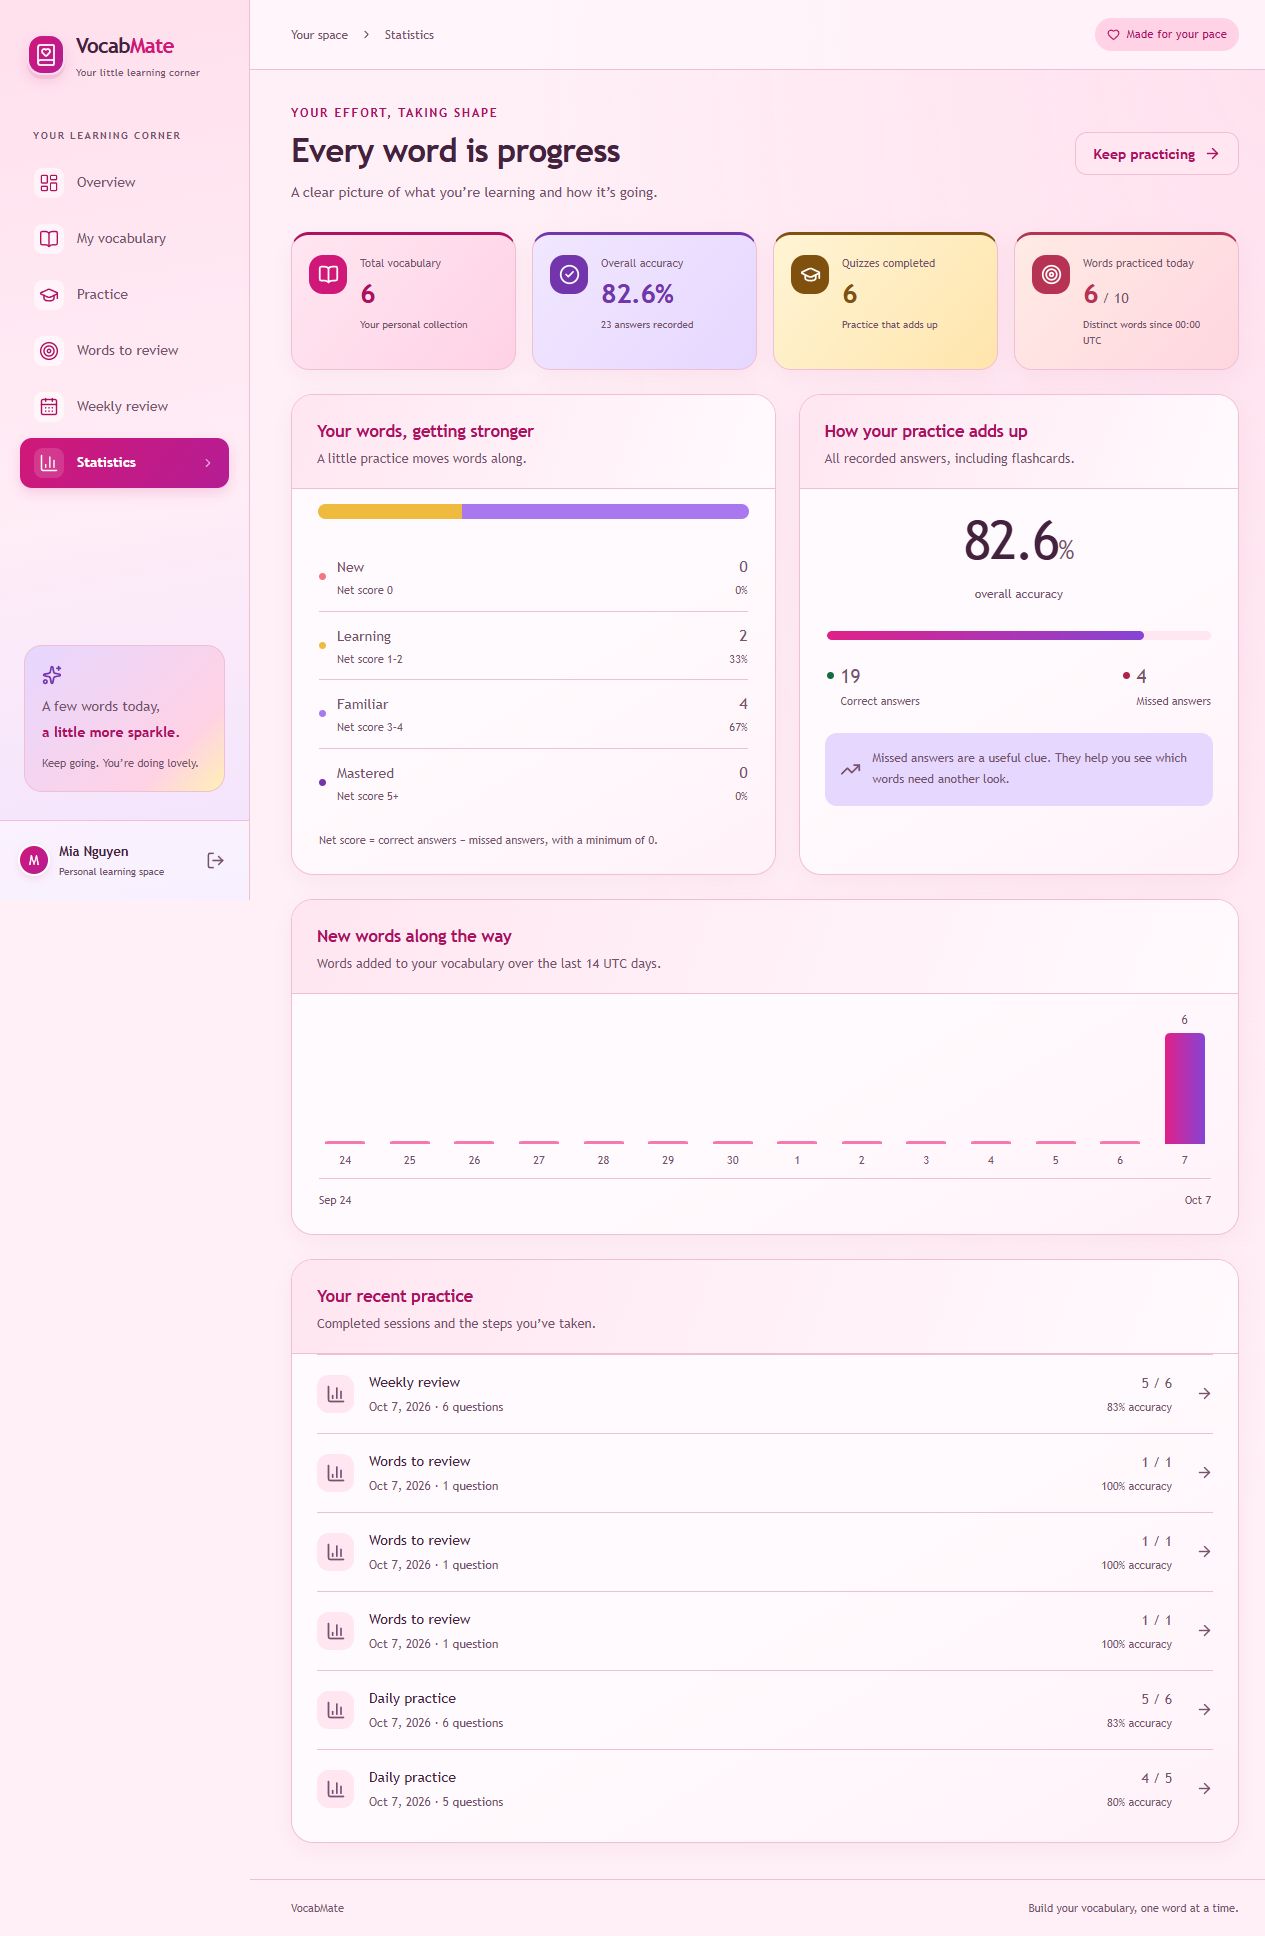 VocabMate
Your little learning corner
YOUR LEARNING CORNER
Overview
My vocabulary
Practice
Words to review
Weekly review
Statistics
A few words today,
a little more sparkle.
Keep going. You’re doing lovely.
M
Mia Nguyen
Personal learning space
Your space
Statistics
Made for your pace
YOUR EFFORT, TAKING SHAPE
Every word is progress
A clear picture of what you’re learning and how it’s going.
Keep practicing
Total vocabulary
6
Your personal collection
Overall accuracy
82.6%
23 answers recorded
Quizzes completed
6
Practice that adds up
Words practiced today
6 / 10
Distinct words since 00:00
UTC
Your words, getting stronger
A little practice moves words along.
New 0
Net score 0 0%
Learning 2
Net score 1–2 33%
Familiar 4
Net score 3–4 67%
Mastered 0
Net score 5+ 0%
Net score = correct answers − missed answers, with a minimum of 0.
How your practice adds up
All recorded answers, including flashcards.
82.6%
overall accuracy
19
Correct answers
4
Missed answers
Missed answers are a useful clue. They help you see which
words need another look.
New words along the way
Words added to your vocabulary over the last 14 UTC days.
6
24 25 26 27 28 29 30 1 2 3 4 5 6 7
Sep 24 Oct 7
Your recent practice
Completed sessions and the steps you’ve taken.
Weekly review 5 / 6
Oct 7, 2026 · 6 questions 83% accuracy
Words to review 1 / 1
Oct 7, 2026 · 1 question 100% accuracy
Words to review 1 / 1
Oct 7, 2026 · 1 question 100% accuracy
Words to review 1 / 1
Oct 7, 2026 · 1 question 100% accuracy
Daily practice 5 / 6
Oct 7, 2026 · 6 questions 83% accuracy
Daily practice 4 / 5
Oct 7, 2026 · 5 questions 80% accuracy
VocabMate
Build your vocabulary, one word at a time.